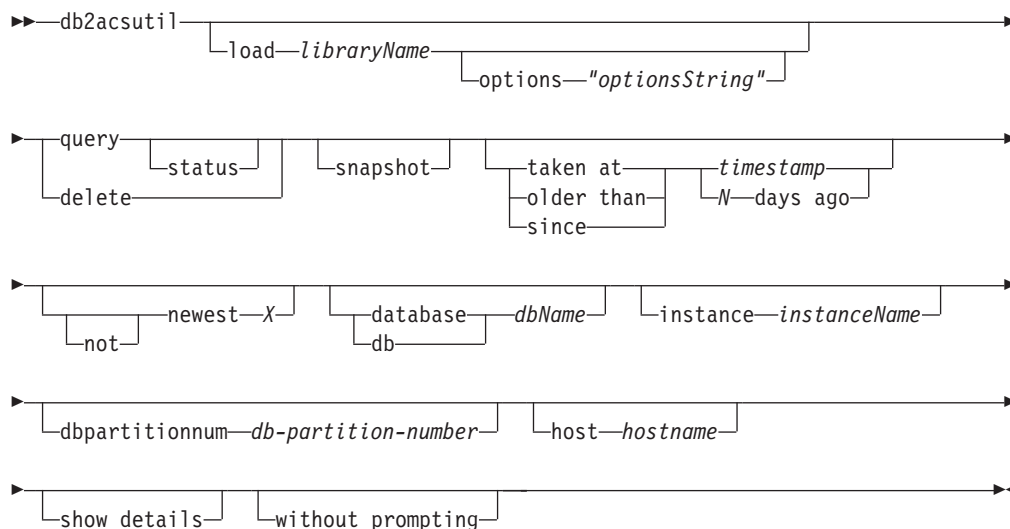 db2acsutil
load libraryName
options "optionsString"
query
status
snapshot
taken at timestamp
delete
older than N days ago
since
newest X
not
database dbName
db
instance instanceName
dbpartitionnum db-partition-number
host hostname
show details
without prompting